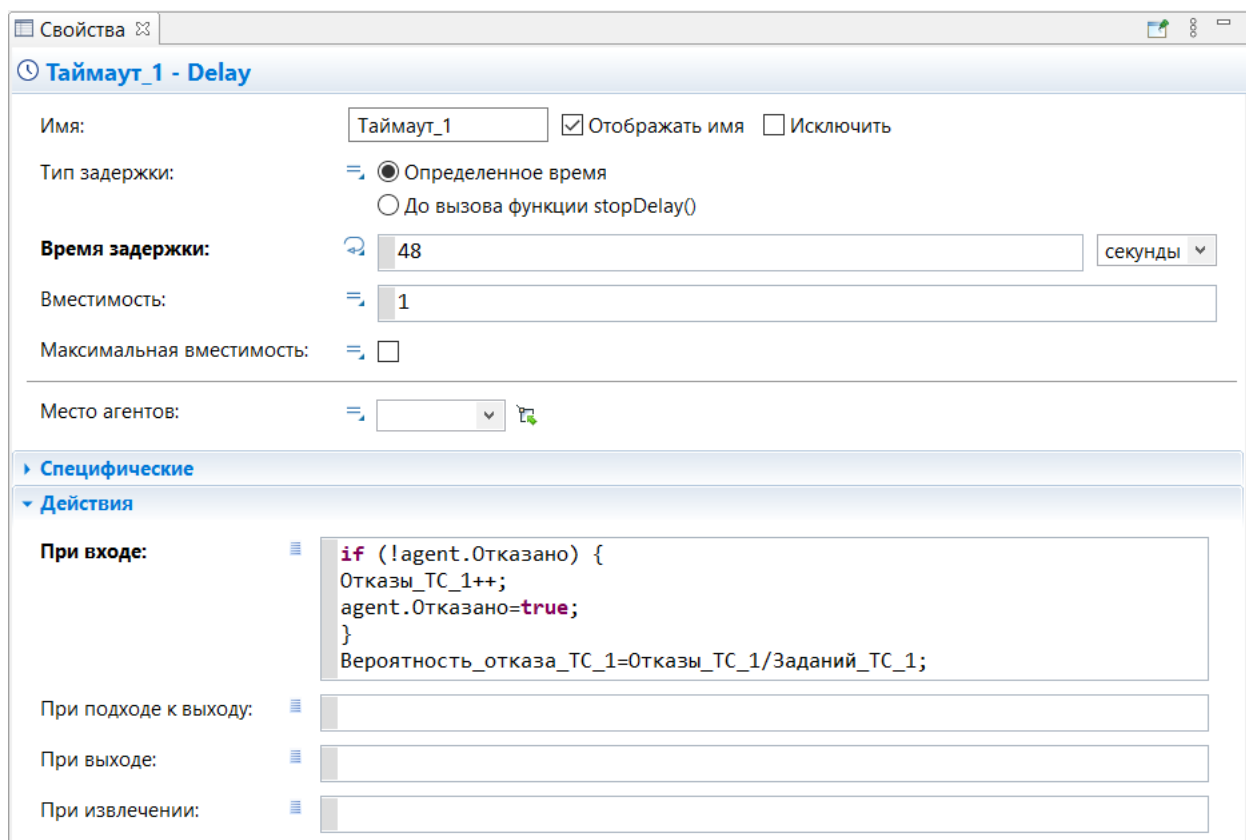 Свойства
Таймаут_1 - Delay
Имя: Таймаут_1 Отображать имя Исключить
Тип задержки: Определенное время
До вызова функции stopDelay()
Время задержки: 48 секунды
Вместимость: 1
Максимальная вместимость:
Место агентов:
Специфические
Действия
При входе: if (!agent.Отказано) {
Отказы_ТС_1++;
agent.Отказано=true;
}
Вероятность_отказа_ТС_1=Отказы_ТС_1/Заданий_ТС_1;
При подходе к выходу:
При выходе:
При извлечении: